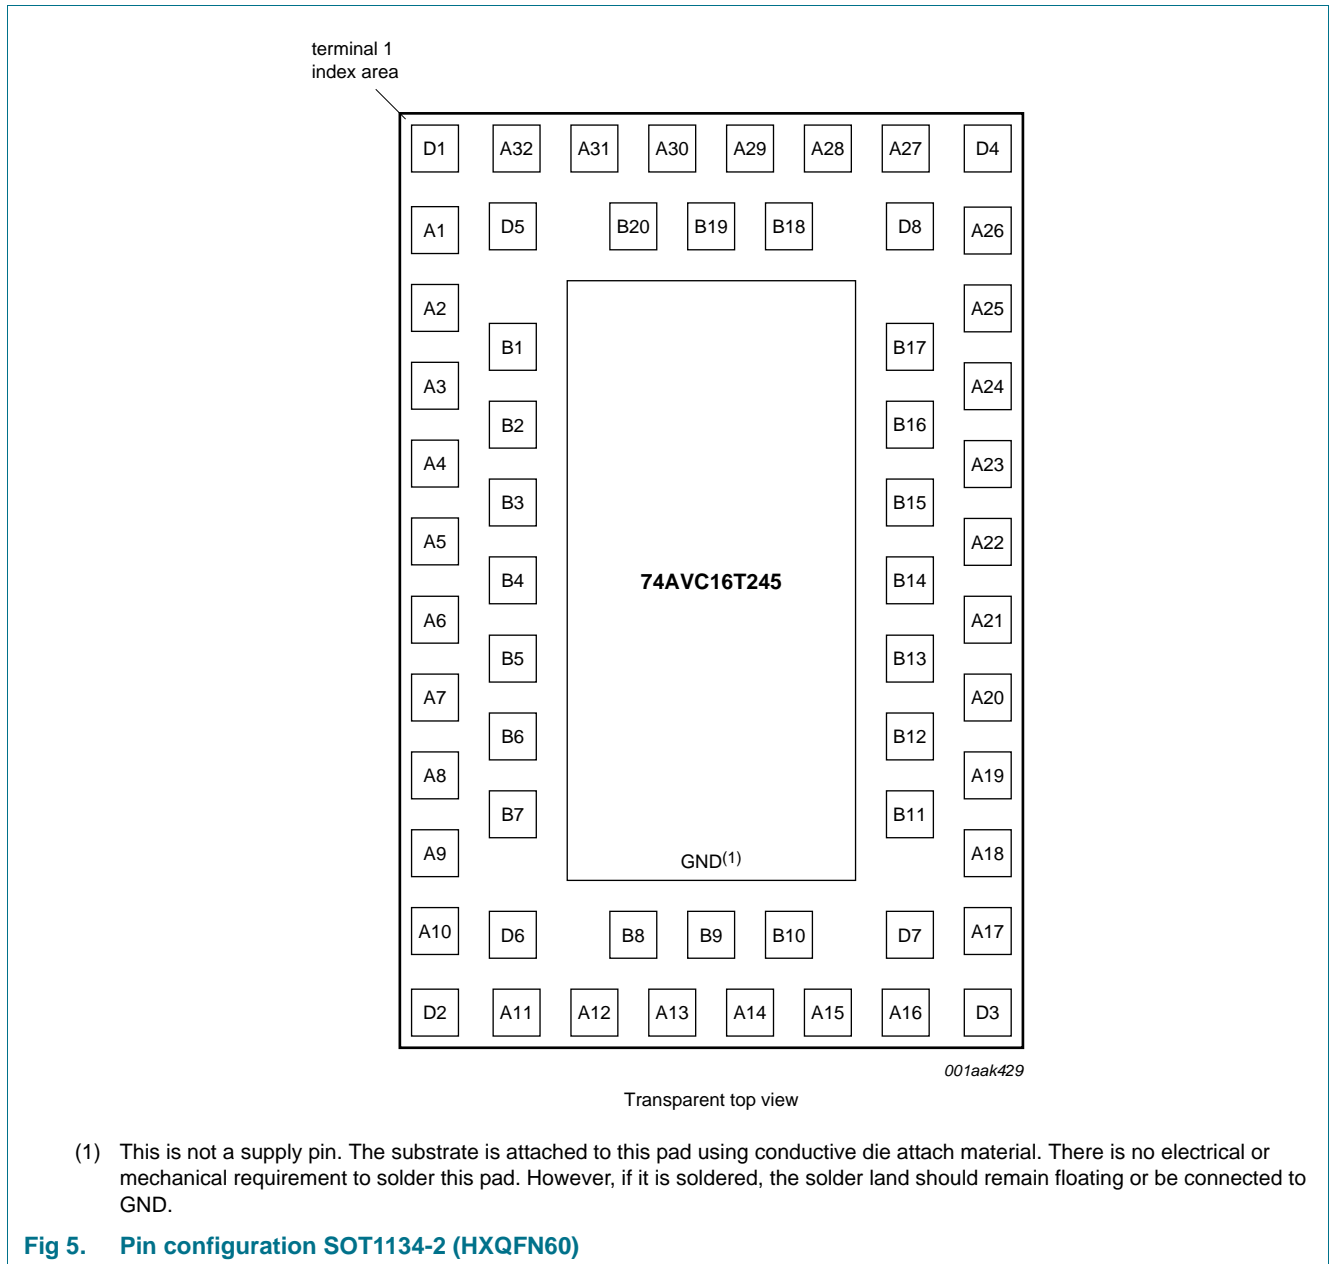 terminal 1
index area
D1 A32 A31 A30 A29 A28 A27 D4
A1 D5 B20 B19 B18 D8 A26
A2 A25
B1 B17
A3 A24
B2 B16
A4 A23
B3 B15
A5 A22
B4 74AVC16T245 B14
A6 A21
B5 B13
A7 A20
B6 B12
A8 A19
B7 B11
A9 GND(1) A18
A10 D6 B8 B9 B10 D7 A17
D2 A11 A12 A13 A14 A15 A16 D3
001aak429
Transparent top view
(1) This is not a supply pin. The substrate is attached to this pad using conductive die attach material. There is no electrical or
mechanical requirement to solder this pad. However, if it is soldered, the solder land should remain floating or be connected to
GND.
Fig 5. Pin configuration SOT1134-2 (HXQFN60)